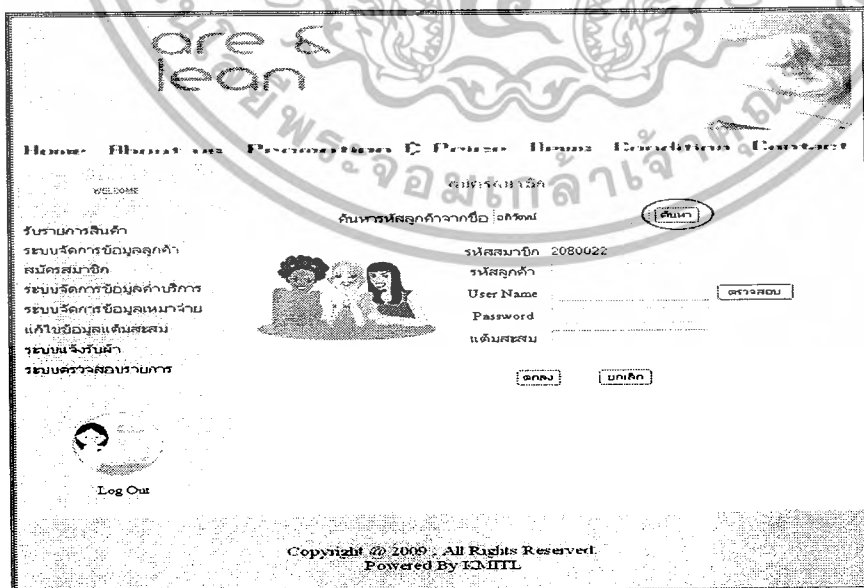 are &
lean
Home About us Promotion & Price Items Condition Contact
WELCOME
สมัครสมาชิก
ค้นหารหัสลูกค้าจากชื่อ อภิวัฒน์ ค้นหา
รับรายการสินค้า
ระบบจัดการข้อมูลลูกค้า
สมัครสมาชิก
ระบบจัดการข้อมูลค่าบริการ
ระบบจัดการข้อมูลเหมาจ่าย
แก้ไขข้อมูลแต้มสะสม
ระบบแจ้งรับผ้า
ระบบตรวจสอบรายการ
รหัสสมาชิก 2080022
รหัสลูกค้า
User Name ตรวจสอบ
Password
แต้มสะสม
ตกลง ยกเลิก
Log Out
Copyright @ 2009 : All Rights Reserved.
Powered By KMITL